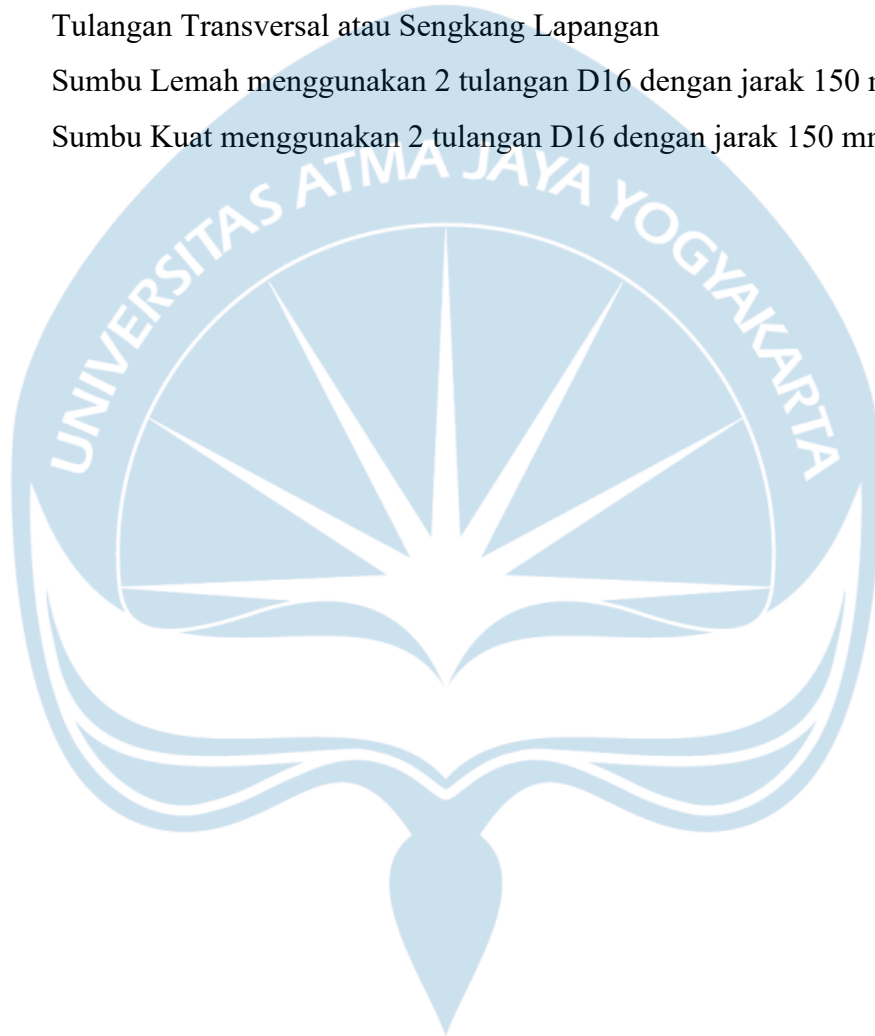 Tulangan Transversal atau Sengkang Lapangan
Sumbu Lemah menggunakan 2 tulangan D16 dengan jarak 150
Sumbu Kuat menggunakan 2 tulangan D16 dengan jarak 150 mm
UNIVERSITAS ATMA JAYA YOGYAKARTA